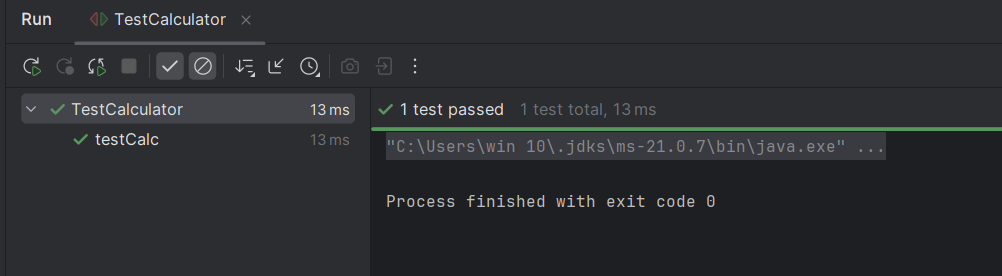 Run TestCalculator
TestCalculator 13 ms
testCalc 13 ms
1 test passed 1 test total, 13 ms
"C:\Users\win 10\.jdks\ms-21.0.7\bin\java.exe" ...
Process finished with exit code 0